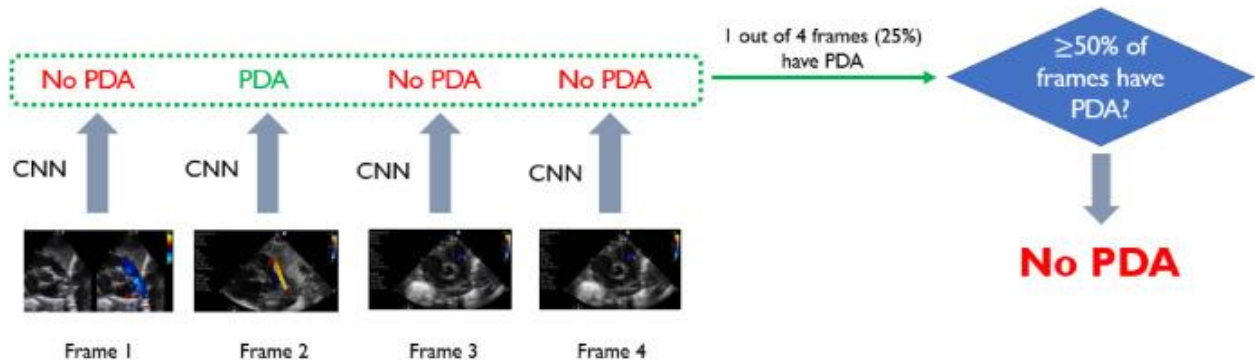 1 out of 4 frames (25%)
have PDA
≥50% of
frames have
PDA?
No PDA
PDA
No PDA
No PDA
CNN
CNN
CNN
CNN
No PDA
Frame 1
Frame 2
Frame 3
Frame 4